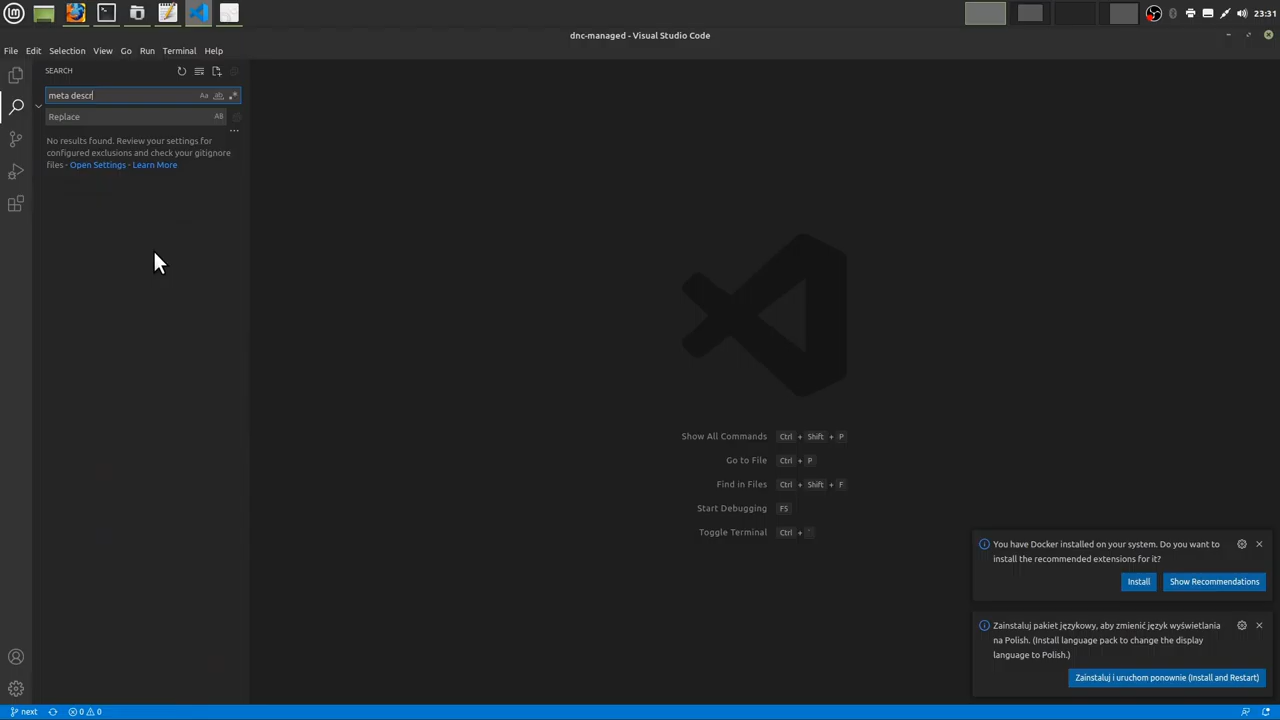 23:31
dnc-managed - Visual Studio Code
File Edit Selection View Go Run Terminal Help
SEARCH
meta descr
Aa ab
Replace
AB
No results found. Review your settings for
configured exclusions and check your gitignore
files - Open Settings - Learn More
Show All Commands Ctrl + Shift + P
Go to File Ctrl + P
Find in Files Ctrl + Shift + F
Start Debugging F5
Toggle Terminal Ctrl + `
You have Docker installed on your system. Do you want to
install the recommended extensions for it?
Install Show Recommendations
Zainstaluj pakiet językowy, aby zmienić język wyświetlania
na Polish. (Install language pack to change the display
language to Polish.)
Zainstaluj i uruchom ponownie (Install and Restart)
next 0 0